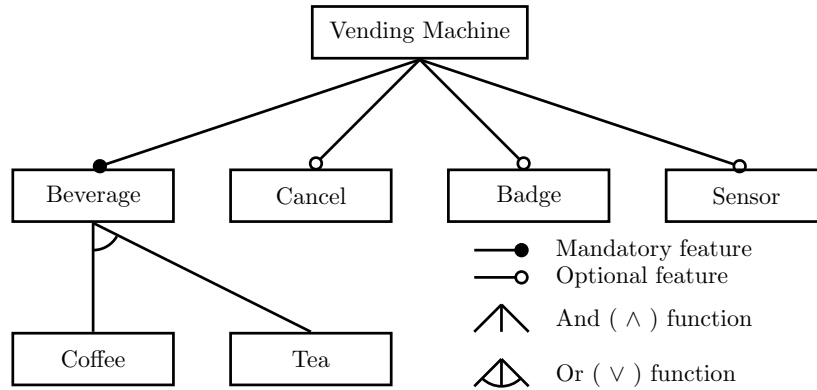 Vending Machine
Beverage
Cancel
Badge
Sensor
Mandatory feature
Optional feature
And ( ∧ ) function
Coffee
Tea
Or ( ∨ ) function